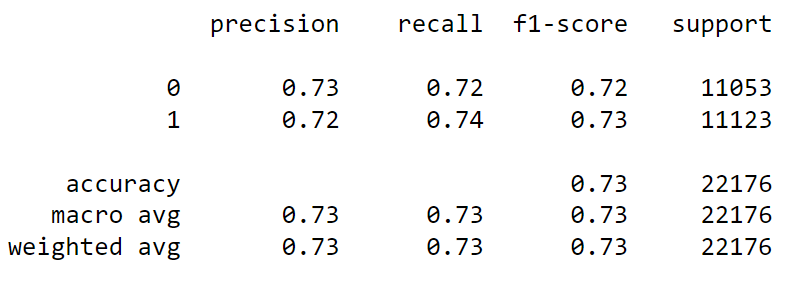 precision recall f1-score support
0 0.73 0.72 0.72 11053
1 0.72 0.74 0.73 11123
accuracy 0.73 22176
macro avg 0.73 0.73 0.73 22176
weighted avg 0.73 0.73 0.73 22176